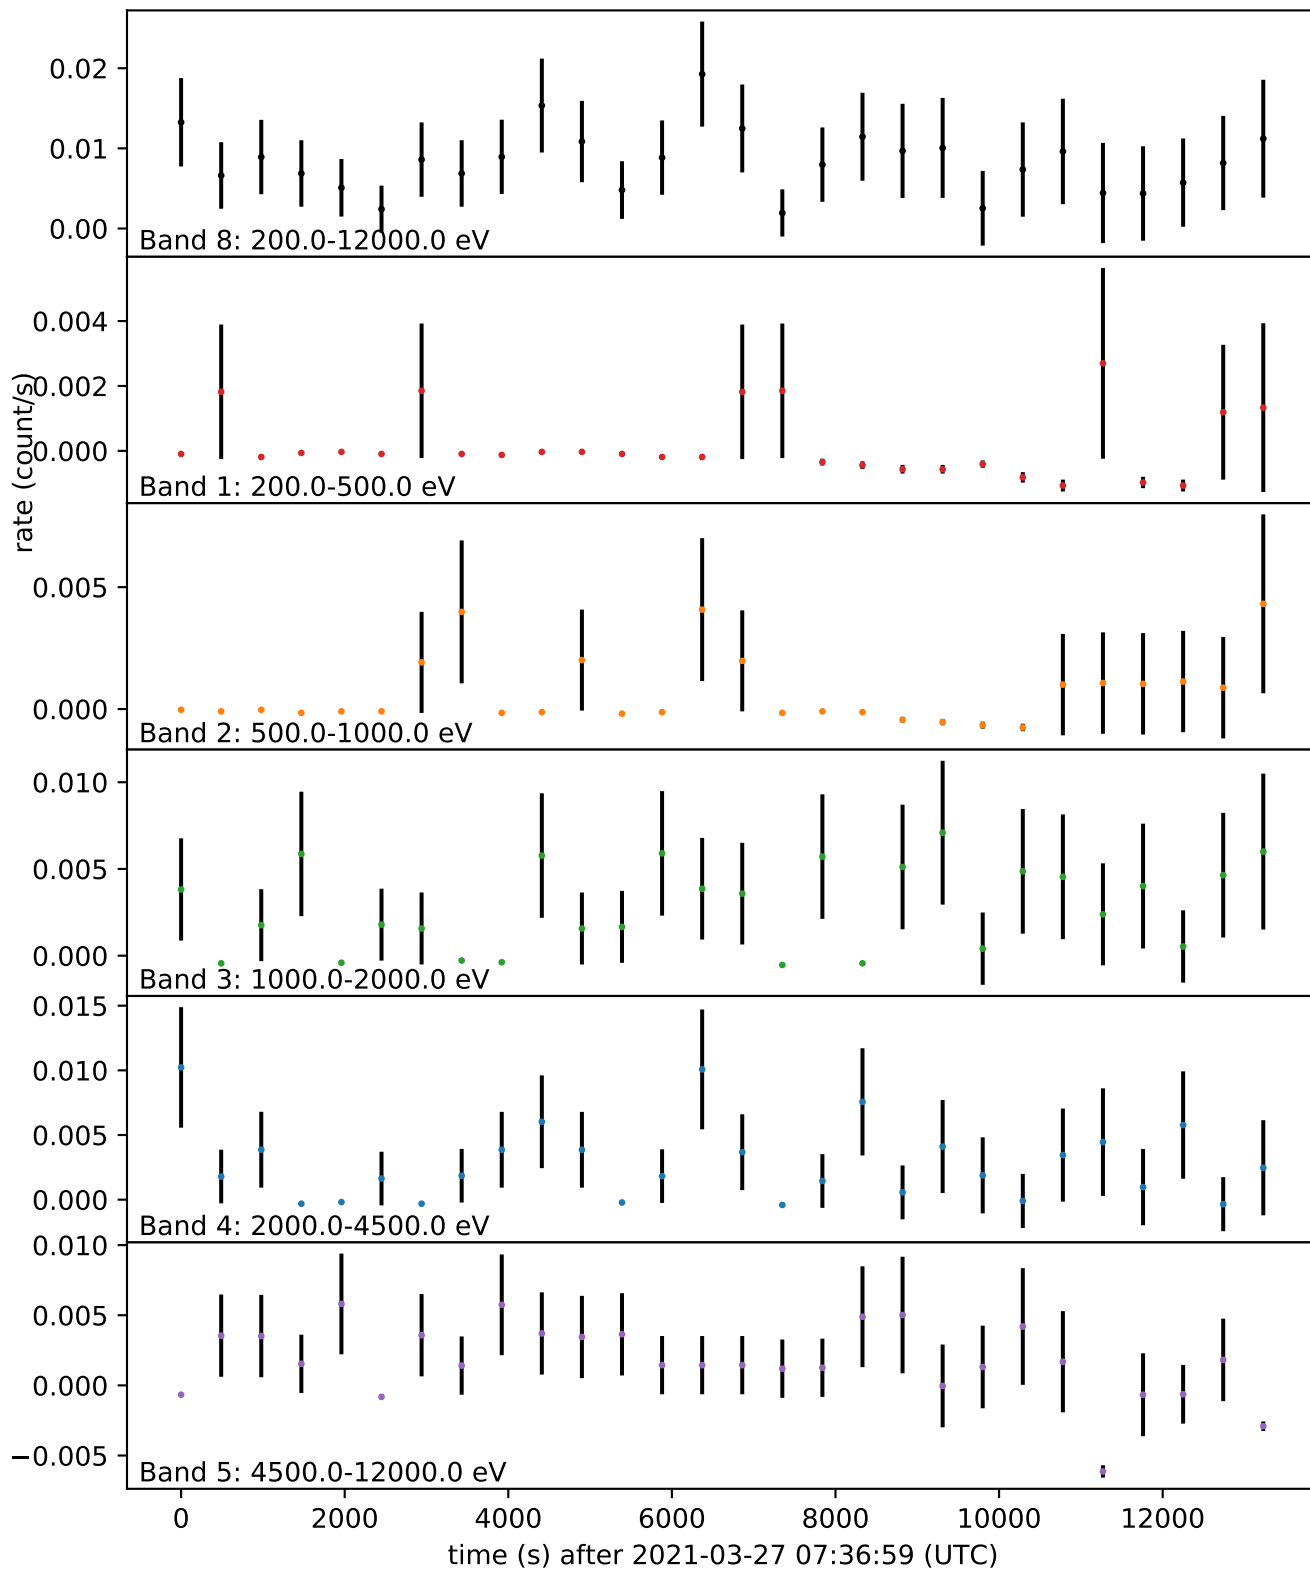 rate (count/s)
0.02
0.01
0.00
Band 8: 200.0-12000.0 eV
0.004
0.002
0.000
Band 1: 200.0-500.0 eV
0.005
0.000
Band 2: 500.0-1000.0 eV
0.010
0.005
0.000
Band 3: 1000.0-2000.0 eV
0.015
0.010
0.005
0.000
Band 4: 2000.0-4500.0 eV
0.010
0.005
0.000
−0.005
Band 5: 4500.0-12000.0 eV
0 2000 4000 6000 8000 10000 12000
time (s) after 2021-03-27 07:36:59 (UTC)